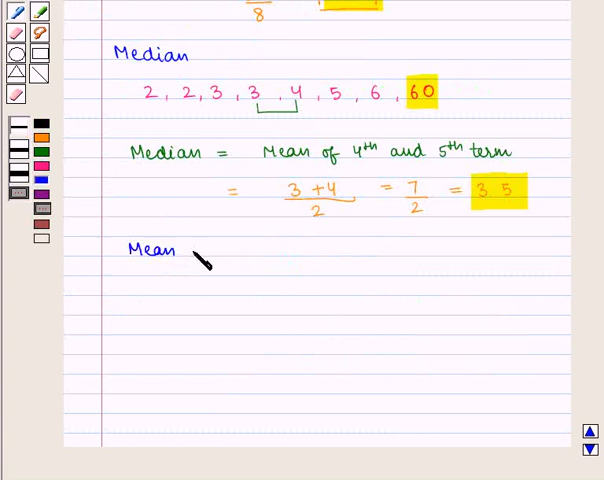 8
Median
2, 2, 3, 3, 4, 5, 6, 60
Median = Mean of 4th and 5th term
= 3 + 4 / 2 = 7 / 2 = 3.5
Mean